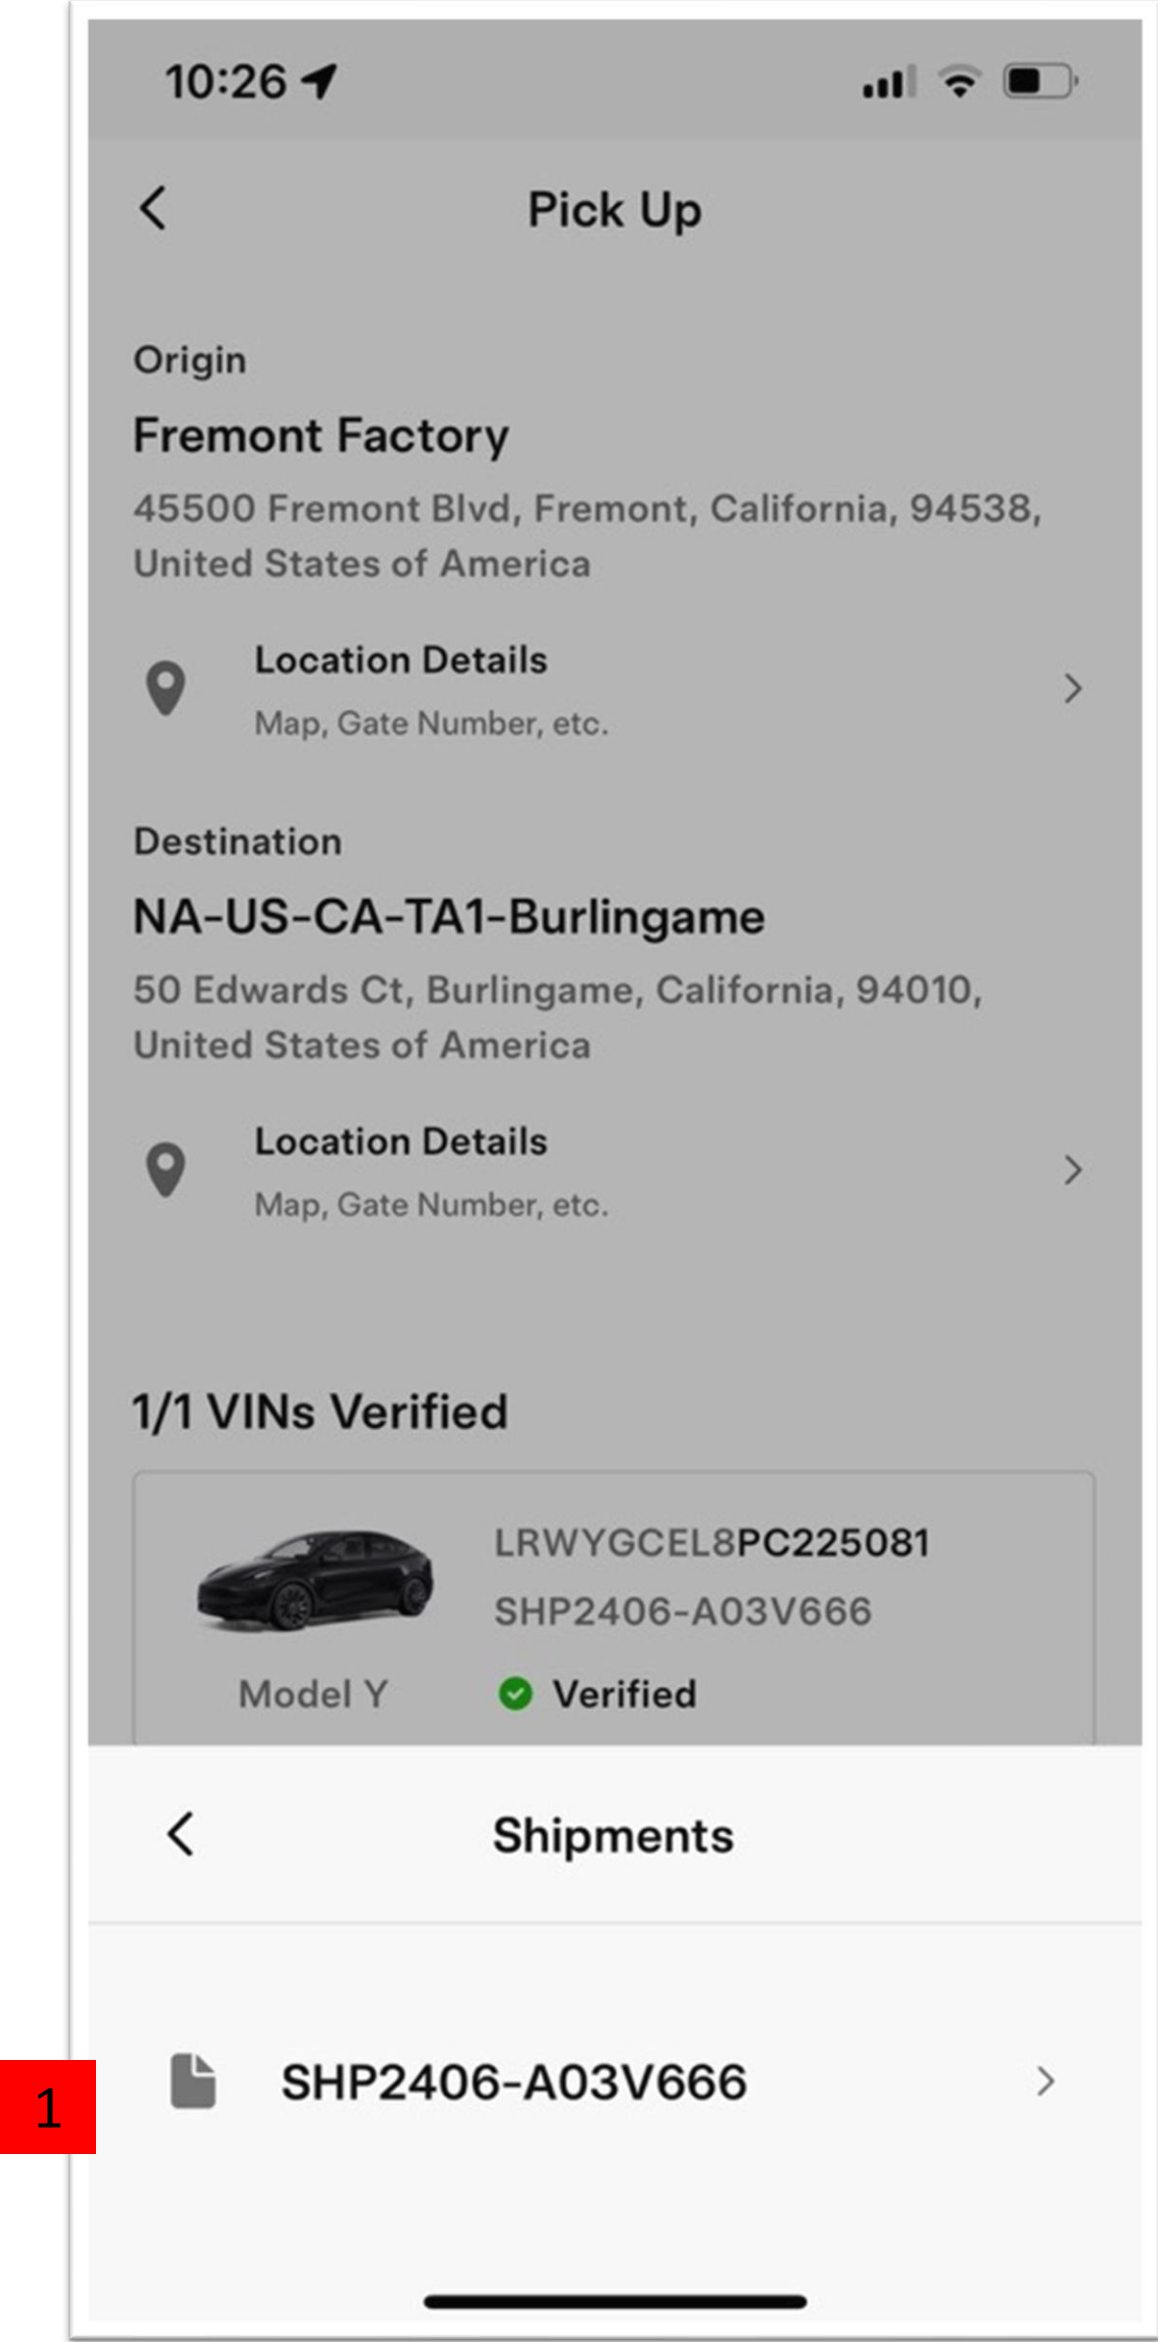 10:26
Pick Up
Origin
Fremont Factory
45500 Fremont Blvd, Fremont, California, 94538,
United States of America
Location Details
Map, Gate Number, etc.
Destination
NA-US-CA-TA1-Burlingame
50 Edwards Ct, Burlingame, California, 94010,
United States of America
Location Details
Map, Gate Number, etc.
1/1 VINs Verified
LRWYGCEL8PC225081
SHP2406-A03V666
Model Y
Verified
Shipments
1
SHP2406-A03V666